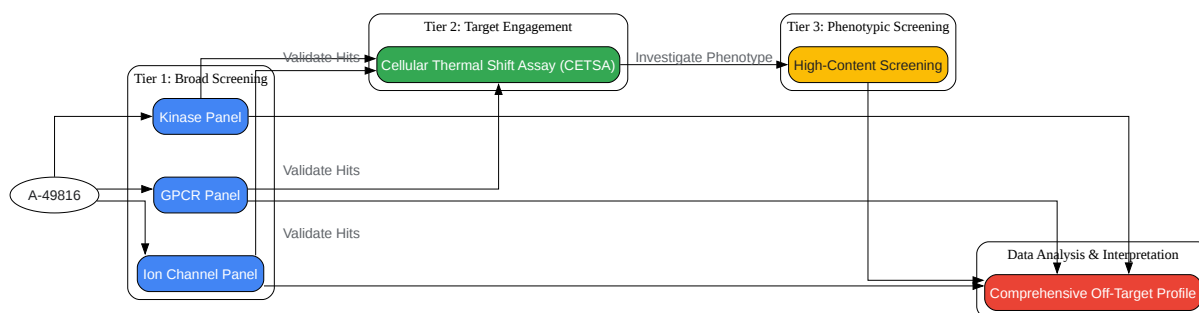 Tier 2: Target Engagement
Tier 3: Phenotypic Screening
Validate Hits
Cellular Thermal Shift Assay (CETSA)
Investigate Phenotype
High-Content Screening
Tier 1: Broad Screening
Kinase Panel
Validate Hits
A-49816
GPCR Panel
Validate Hits
Ion Channel Panel
Data Analysis & Interpretation
Comprehensive Off-Target Profile